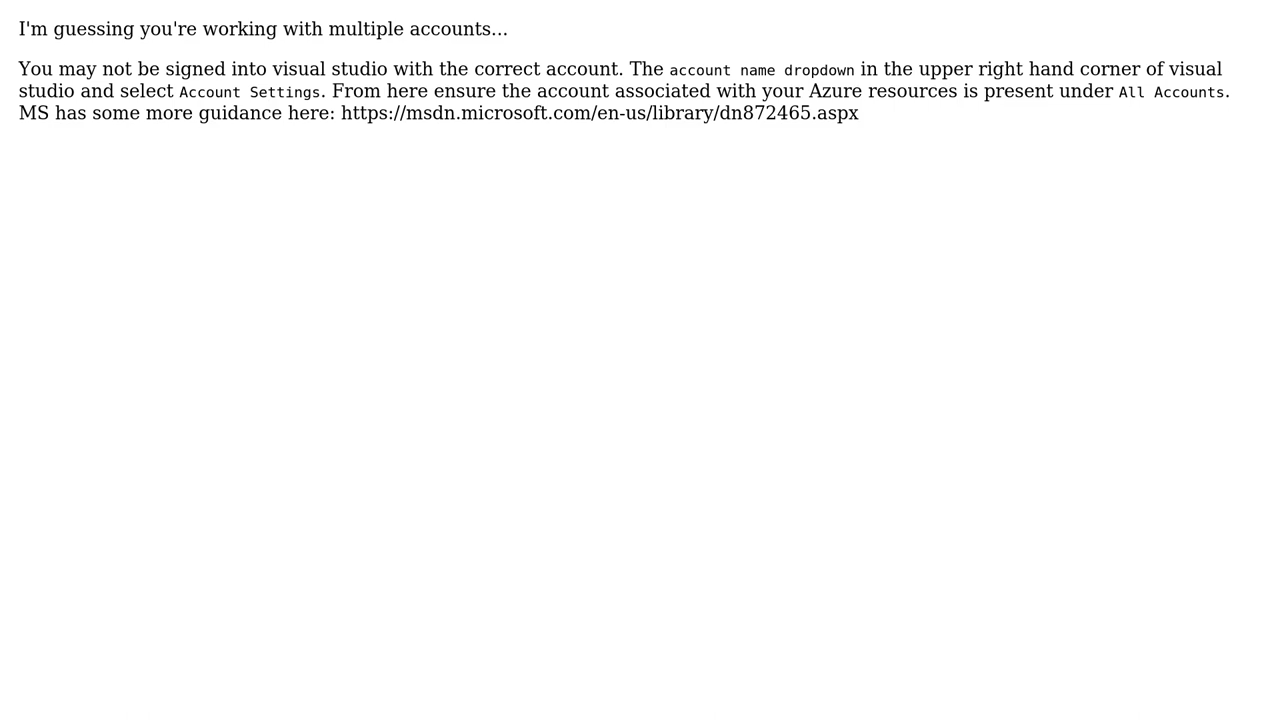 I'm guessing you're working with multiple accounts...
You may not be signed into visual studio with the correct account. The account name dropdown in the upper right hand corner of visual
studio and select Account Settings. From here ensure the account associated with your Azure resources is present under All Accounts.
MS has some more guidance here: https://msdn.microsoft.com/en-us/library/dn872465.aspx